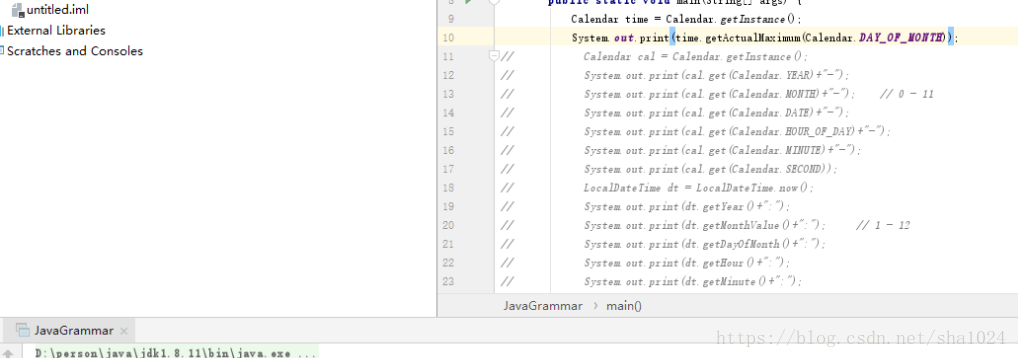 untitled.iml
External Libraries
Scratches and Consoles
8 public static void main(String[] args) {
9 Calendar time = Calendar.getInstance();
10 System.out.print(time.getActualMaximum(Calendar.DAY_OF_MONTH));
11 // Calendar cal = Calendar.getInstance();
12 // System.out.print(cal.get(Calendar.YEAR)+"-");
13 // System.out.print(cal.get(Calendar.MONTH)+"-"); // 0 - 11
14 // System.out.print(cal.get(Calendar.DATE)+"-");
15 // System.out.print(cal.get(Calendar.HOUR_OF_DAY)+"-");
16 // System.out.print(cal.get(Calendar.MINUTE)+"-");
17 // System.out.print(cal.get(Calendar.SECOND));
18 // LocalDateTime dt = LocalDateTime.now();
19 // System.out.print(dt.getYear()+":");
20 // System.out.print(dt.getMonthValue()+":"); // 1 - 12
21 // System.out.print(dt.getDayOfMonth()+":");
22 // System.out.print(dt.getHour()+":");
23 // System.out.print(dt.getMinute()+":");
JavaGrammar > main()
JavaGrammar ×
D:\person\java\jdk1.8.11\bin\java.exe ...
https://blog.csdn.net/sha1024